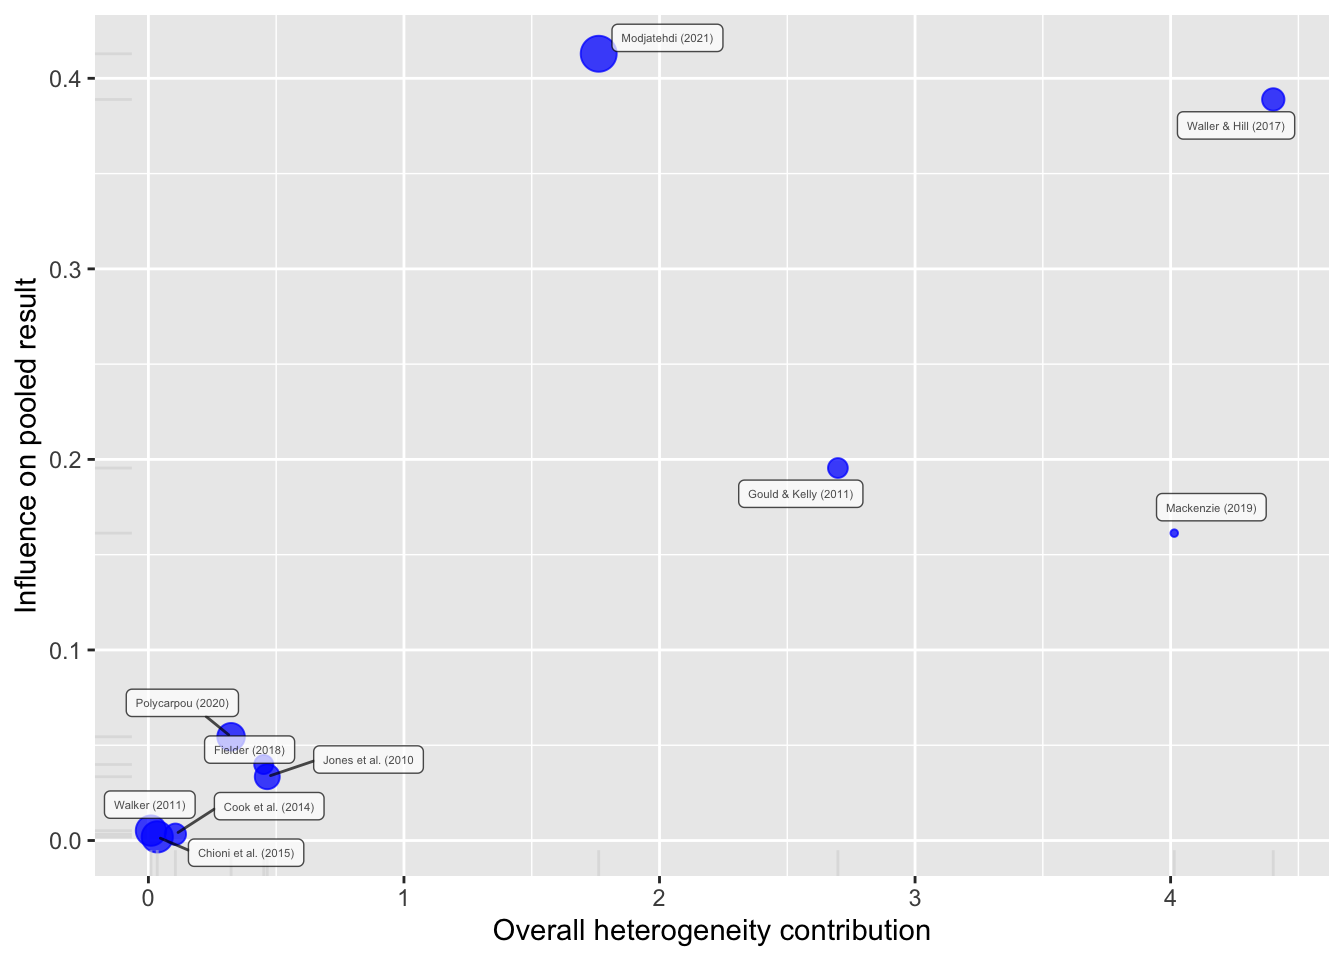 Modjatehdi (2021)
Waller & Hill (2017)
Gould & Kelly (2011)
Mackenzie (2019)
Polycarpou (2020)
Fielder (2018)
Jones et al. (2010
Walker (2011)
Cook et al. (2014)
Chioni et al. (2015)
0.4
0.3
0.2
0.1
0.0
0 1 2 3 4
Overall heterogeneity contribution
Influence on pooled result